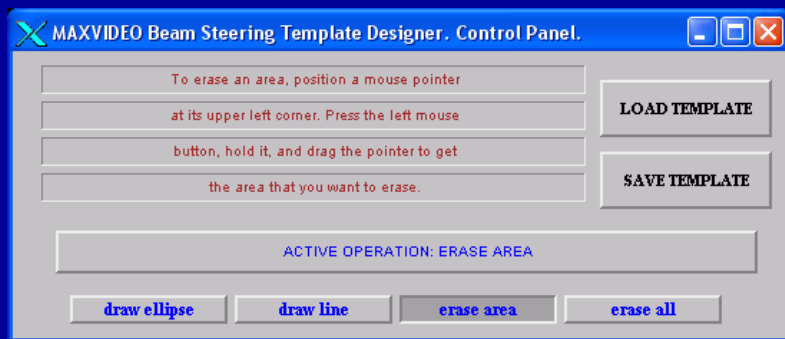 MAXVIDEO Beam Steering Template Designer. Control Panel.
To erase an area, position a mouse pointer
at its upper left corner. Press the left mouse
button, hold it, and drag the pointer to get
the area that you want to erase.
LOAD TEMPLATE
SAVE TEMPLATE
ACTIVE OPERATION: ERASE AREA
draw ellipse
draw line
erase area
erase all